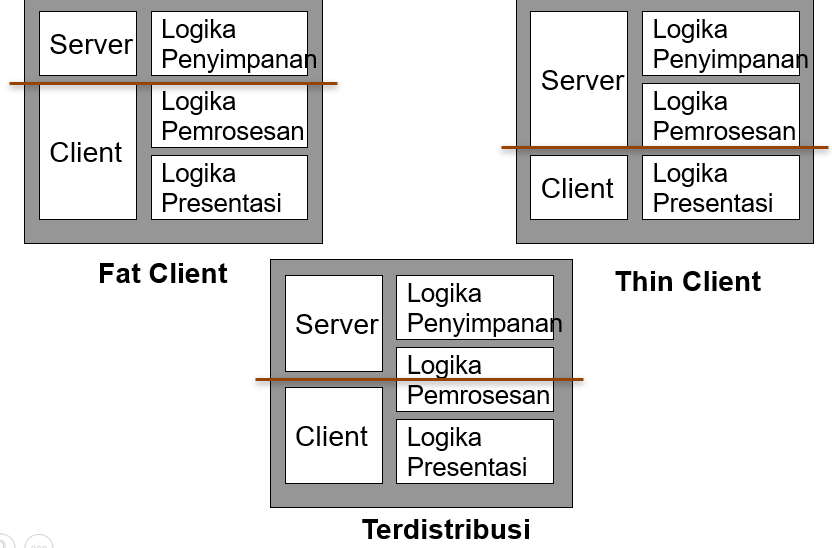 Server
Logika
Penyimpanan
Client
Logika
Pemrosesan
Logika
Presentasi
Fat Client
Server
Logika
Penyimpanan
Logika
Pemrosesan
Client
Logika
Presentasi
Thin Client
Server
Logika
Penyimpanan
Logika
Pemrosesan
Client
Logika
Presentasi
Terdistribusi